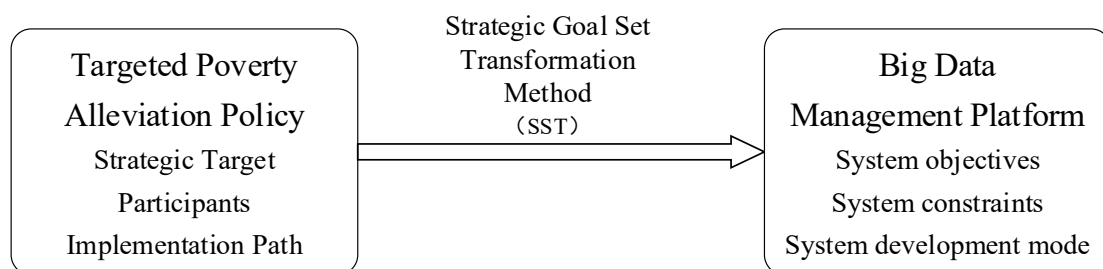 Targeted Poverty
Alleviation Policy
Strategic Target
Participants
Implementation Path
Strategic Goal Set
Transformation
Method
（SST）
Big Data
Management Platform
System objectives
System constraints
System development mode